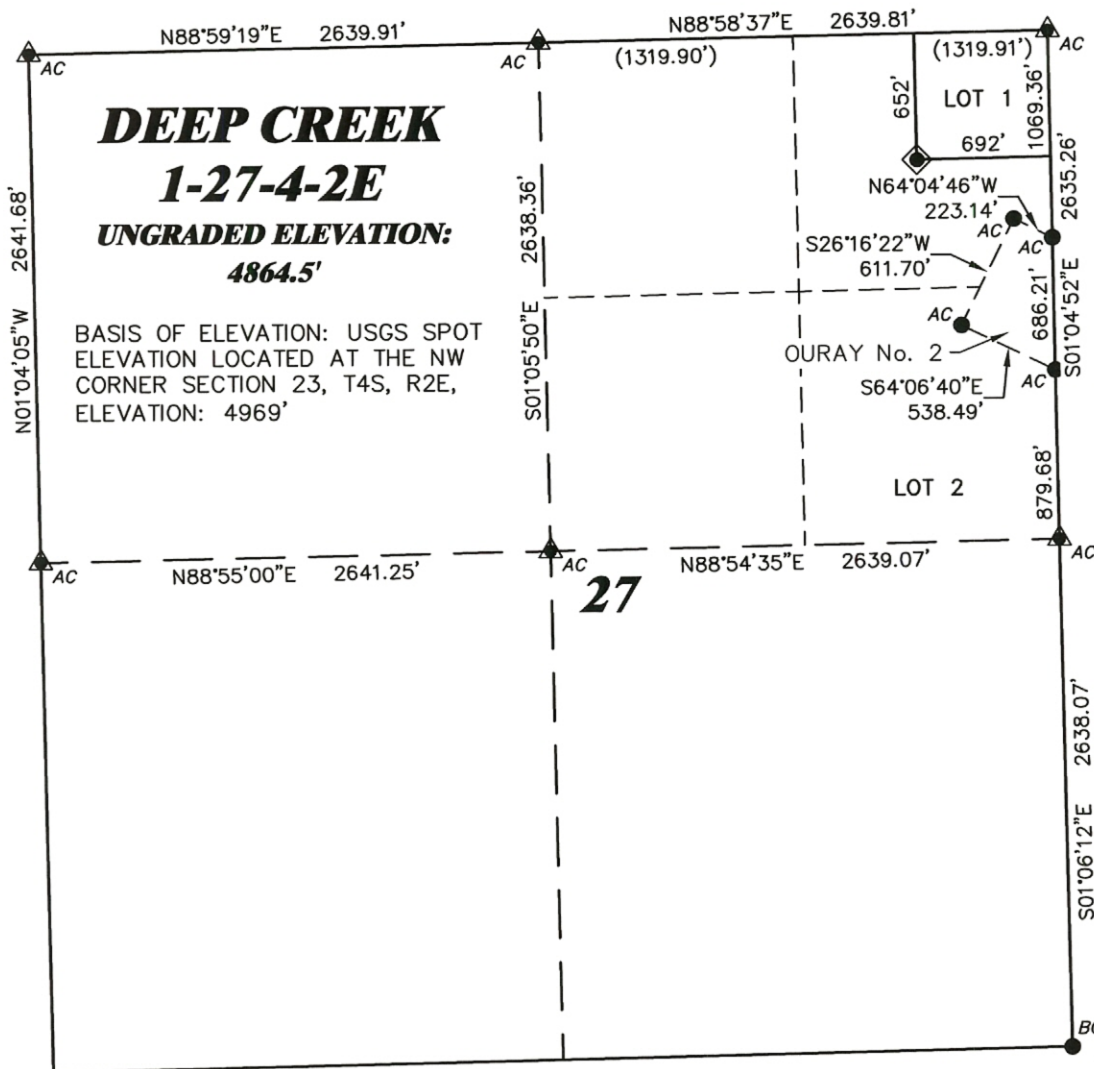 N88°59'19"E 2639.91'
N88°58'37"E 2639.81'
AC
AC
(1319.90')
(1319.91')
AC
DEEP CREEK
1-27-4-2E
UNGRADED ELEVATION:
4864.5'
BASIS OF ELEVATION: USGS SPOT
ELEVATION LOCATED AT THE NW
CORNER SECTION 23, T4S, R2E,
ELEVATION: 4969'
N01°04'05"W 2641.68'
2638.36'
S01°05'50"E
652'
LOT 1
692'
1069.36'
2635.26'
N64°04'46"W
223.14'
AC
AC
S26°16'22"W
611.70'
AC
686.21'
S01°04'52"E
OURAY No. 2
AC
S64°06'40"E
538.49'
LOT 2
879.68'
AC
N88°55'00"E 2641.25'
AC
N88°54'35"E 2639.07'
AC
27
2638.07'
S01°06'12"E